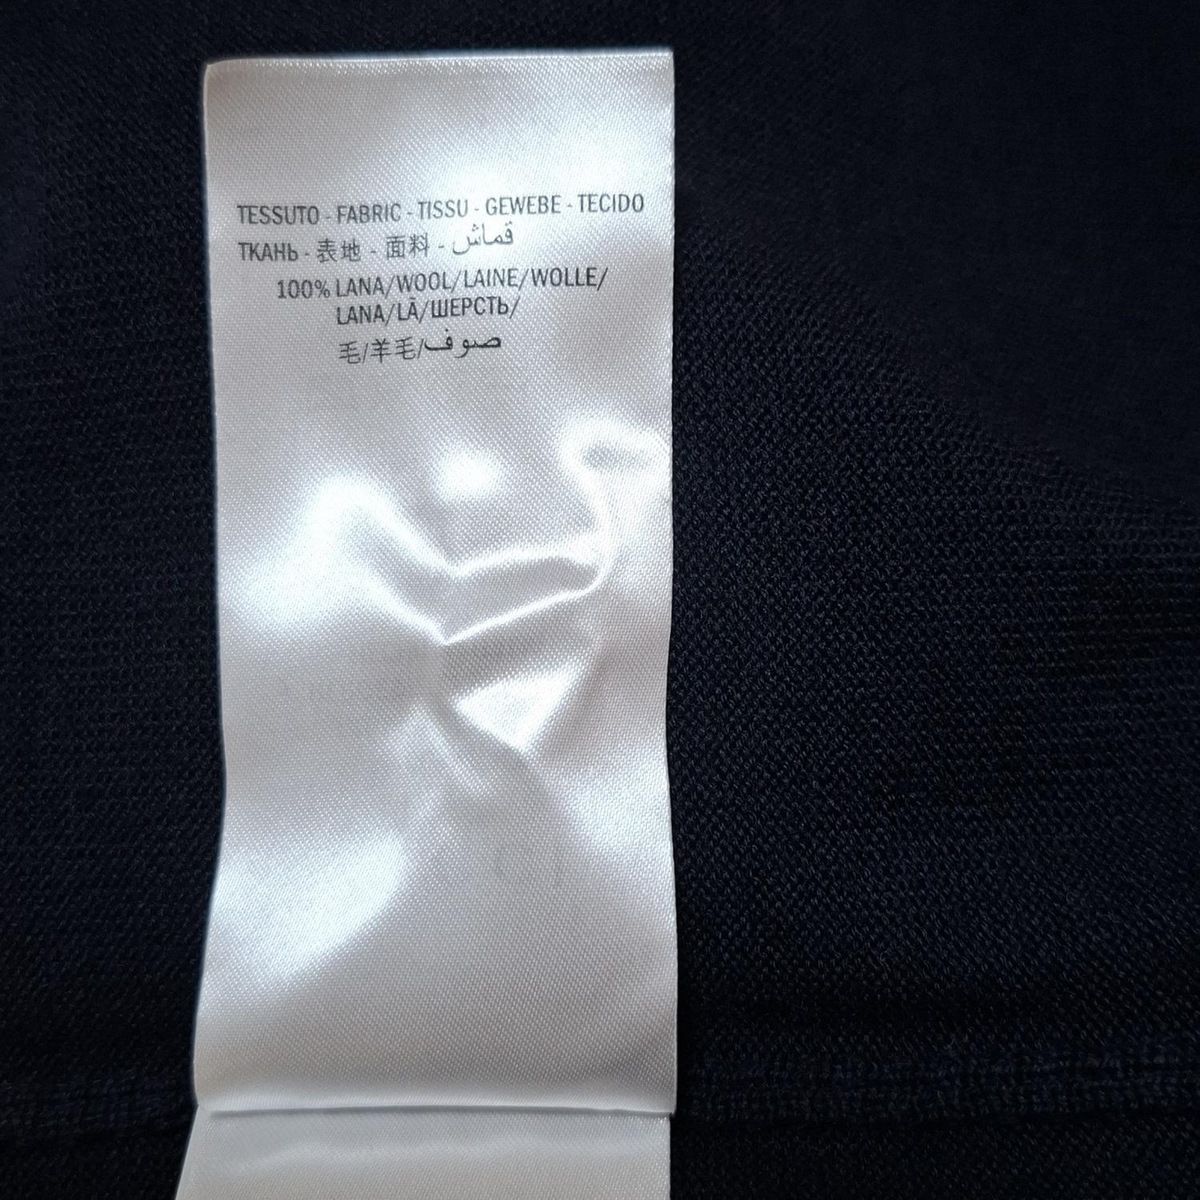 TESSUTO - FABRIC - TISSU - GEWEBE - TECIDO
ТКАНЬ - 表地 - 面料 - قماش
100% LANA/WOOL/LAINE/WOLLE/
LANA/LÃ/ШЕРСТЬ/
毛/羊毛/صوف